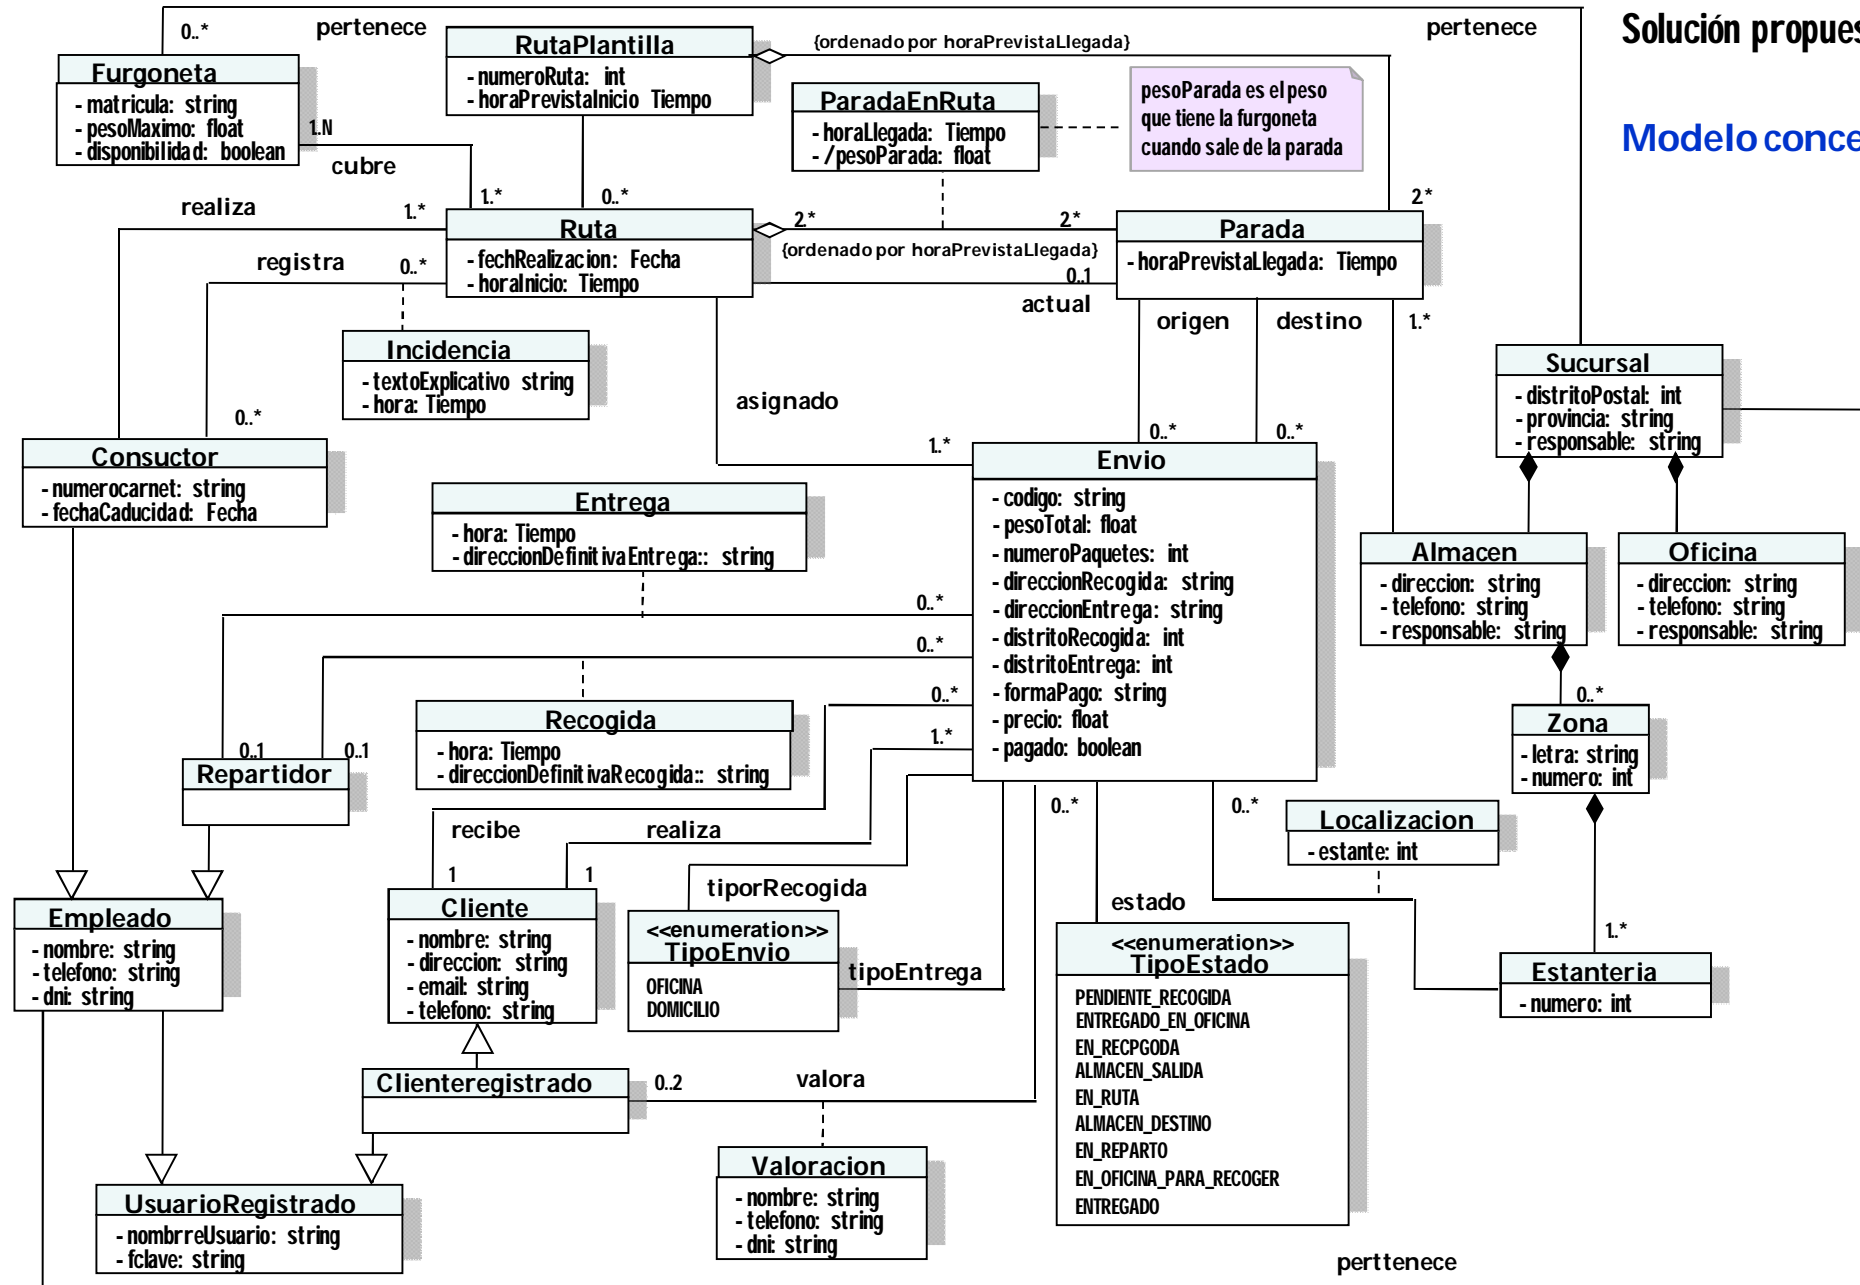 0..*
pertenece
pertenece
Solución propues
Modelo conce
Furgoneta
- matricula: string
- pesoMaximo: float
- disponibilidad: boolean
1.N
cubre
RutaPlantilla
- numeroRuta: int
- horaPrevistaInicio Tiempo
{ordenado por horaPrevistaLlegada}
ParadaEnRuta
- horaLlegada: Tiempo
- /pesoParada: float
pesoParada es el peso
que tiene la furgoneta
cuando sale de la parada
realiza
1..*
1..*
0..*
2.*
2.*
2.*
{ordenado por horaPrevistaLlegada}
Ruta
- fechRealizacion: Fecha
- horaInicio: Tiempo
Parada
- horaPrevistaLlegada: Tiempo
registra
0..*
0..1
actual
origen
destino
1..*
Incidencia
- textoExplicativo string
- hora: Tiempo
0..*
asignado
1..*
0..*
0..*
Sucursal
- distritoPostal: int
- provincia: string
- responsable: string
Consuctor
- numerocarnet: string
- fechaCaducidad: Fecha
Entrega
- hora: Tiempo
- direccionDefinitivaEntrega:: string
Envio
- codigo: string
- pesoTotal: float
- numeroPaquetes: int
- direccionRecogida: string
- direccionEntrega: string
- distritoRecogida: int
- distritoEntrega: int
- formaPago: string
- precio: float
- pagado: boolean
Almacen
- direccion: string
- telefono: string
- responsable: string
Oficina
- direccion: string
- telefono: string
- responsable: string
0..*
0..*
0..*
1..*
Recogida
- hora: Tiempo
- direccionDefinitivaRecogida:: string
0..*
Zona
- letra: string
- numero: int
0..1
0..1
Repartidor
recibe
realiza
1
1
0..*
0..*
Localizacion
- estante: int
tiporRecogida
estado
1..*
Empleado
- nombre: string
- telefono: string
- dni: string
Cliente
- nombre: string
- direccion: string
- email: string
- telefono: string
<<enumeration>>
TipoEnvio
OFICINA
DOMICILIO
tipoEntrega
<<enumeration>>
TipoEstado
PENDIENTE_RECOGIDA
ENTREGADO_EN_OFICINA
EN_RECPGODA
ALMACEN_SALIDA
EN_RUTA
ALMACEN_DESTINO
EN_REPARTO
EN_OFICINA_PARA_RECOGER
ENTREGADO
Estanteria
- numero: int
Clienteregistrado
0..2
valora
Valoracion
- nombre: string
- telefono: string
- dni: string
UsuarioRegistrado
- nombrreUsuario: string
- fclave: string
perttenece